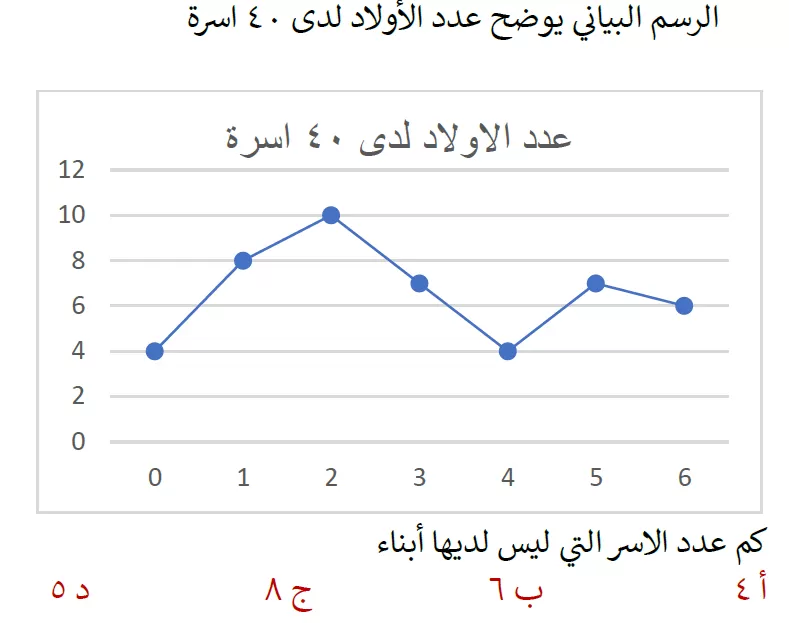 الرسم البياني يوضح عدد الأولاد لدى ٤٠ اسرة
عدد الاولاد لدى ٤٠ اسرة
12
10
8
6
4
2
0
0 1 2 3 4 5 6
كم عدد الاسر التي ليس لديها أبناء
أ ٤ ب ٦ ج ٨ د ٥